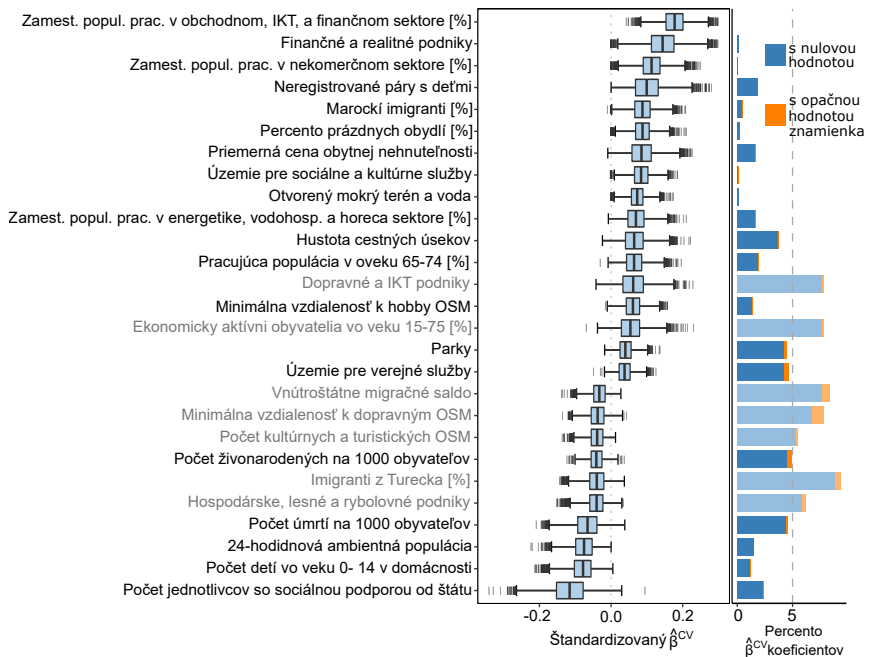 Zamest. popul. prac. v obchodnom, IKT, a finančnom sektore [%]
Finančné a realitné podniky
Zamest. popul. prac. v nekomerčnom sektore [%]
Neregistrované páry s deťmi
Marockí imigranti [%]
Percento prázdnych obydlí [%]
Priemerná cena obytnej nehnuteľnosti
Územie pre sociálne a kultúrne služby
Otvorený mokrý terén a voda
Zamest. popul. prac. v energetike, vodohosp. a horeca sektore [%]
Hustota cestných úsekov
Pracujúca populácia v oveku 65-74 [%]
Dopravné a IKT podniky
Minimálna vzdialenosť k hobby OSM
Ekonomicky aktívni obyvatelia vo veku 15-75 [%]
Parky
Územie pre verejné služby
Vnútroštátne migračné saldo
Minimálna vzdialenosť k dopravným OSM
Počet kultúrnych a turistických OSM
Počet živonarodených na 1000 obyvateľov
Imigranti z Turecka [%]
Hospodárske, lesné a rybolovné podniky
Počet úmrtí na 1000 obyvateľov
24-hodidnová ambientná populácia
Počet detí vo veku 0- 14 v domácnosti
Počet jednotlivcov so sociálnou podporou od štátu
-0.2 0.0 0.2
Štandardizovaný β̂ᶜⱽ
s nulovou
hodnotou
s opačnou
hodnotou
znamienka
0 5
Percento
β̂ᶜⱽkoeficientov